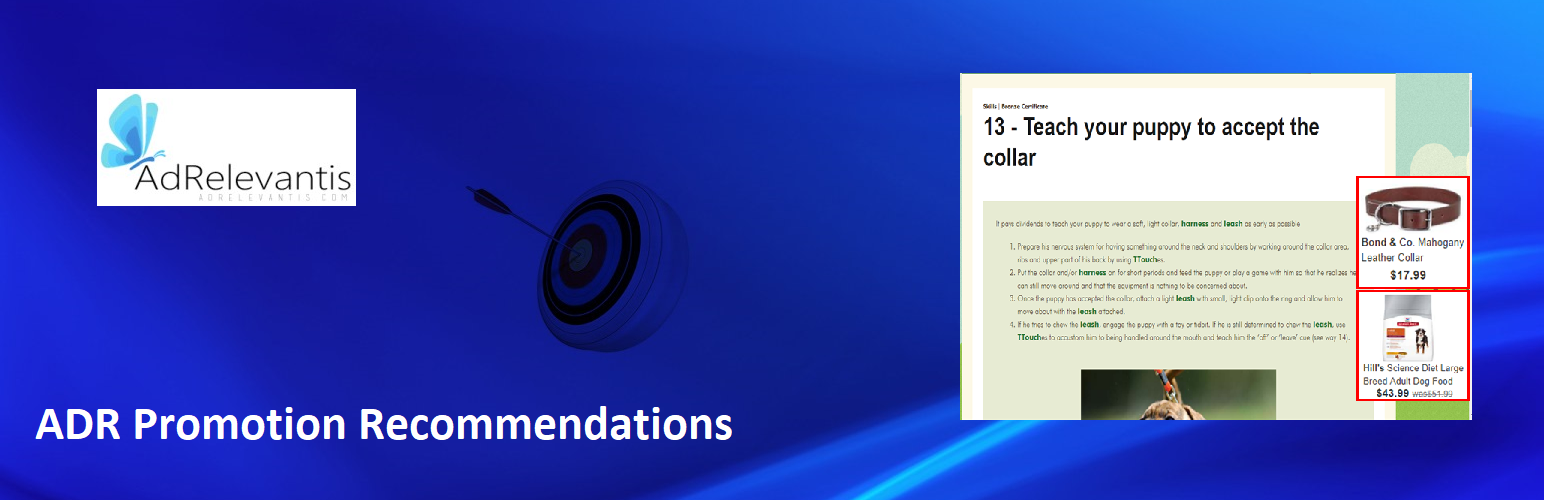 AdRelevantis
ADRELEVANTIS.COM
ADR Promotion Recommendations
Skills | Bronze Certificate
13 - Teach your puppy to accept the
collar
It pays dividends to teach your puppy to wear a soft, light collar, harness and leash as early as possible
1. Prepare his nervous system for having something around the neck and shoulders by working around the collar area,
ribs and upper part of his back by using TTouches.
2. Put the collar and/or harness on for short periods and feed the puppy or play a game with him so that he realizes he
can still move around and that the equipment is nothing to be concerned about.
3. Once the puppy has accepted the collar, attach a light leash with small, light clip onto the ring and allow him to
move about with the leash attached.
4. If he tries to chew the leash, engage the puppy with a toy or tidbit. If he is still determined to chew the leash, use
TTouches to accustom him to being handled around the mouth and teach him the "off" or "leave" cue (see way 14).
Bond & Co. Mahogany
Leather Collar
$17.99
Hill's Science Diet Large
Breed Adult Dog Food
$43.99 was$51.99